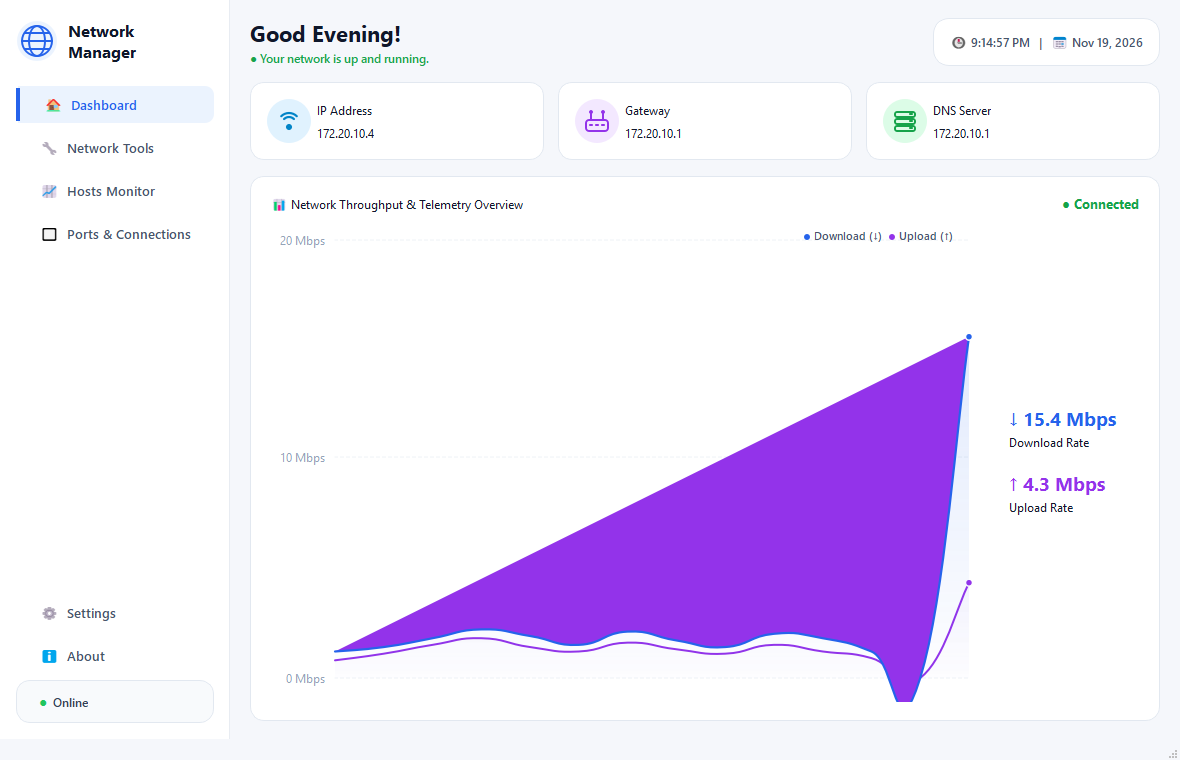 Network
Manager
Dashboard
Network Tools
Hosts Monitor
Ports & Connections
Settings
About
● Online
Good Evening!
● Your network is up and running.
9:14:57 PM | Nov 19, 2026
IP Address
172.20.10.4
Gateway
172.20.10.1
DNS Server
172.20.10.1
Network Throughput & Telemetry Overview
● Connected
● Download (↓) ● Upload (↑)
20 Mbps
10 Mbps
0 Mbps
↓ 15.4 Mbps
Download Rate
↑ 4.3 Mbps
Upload Rate